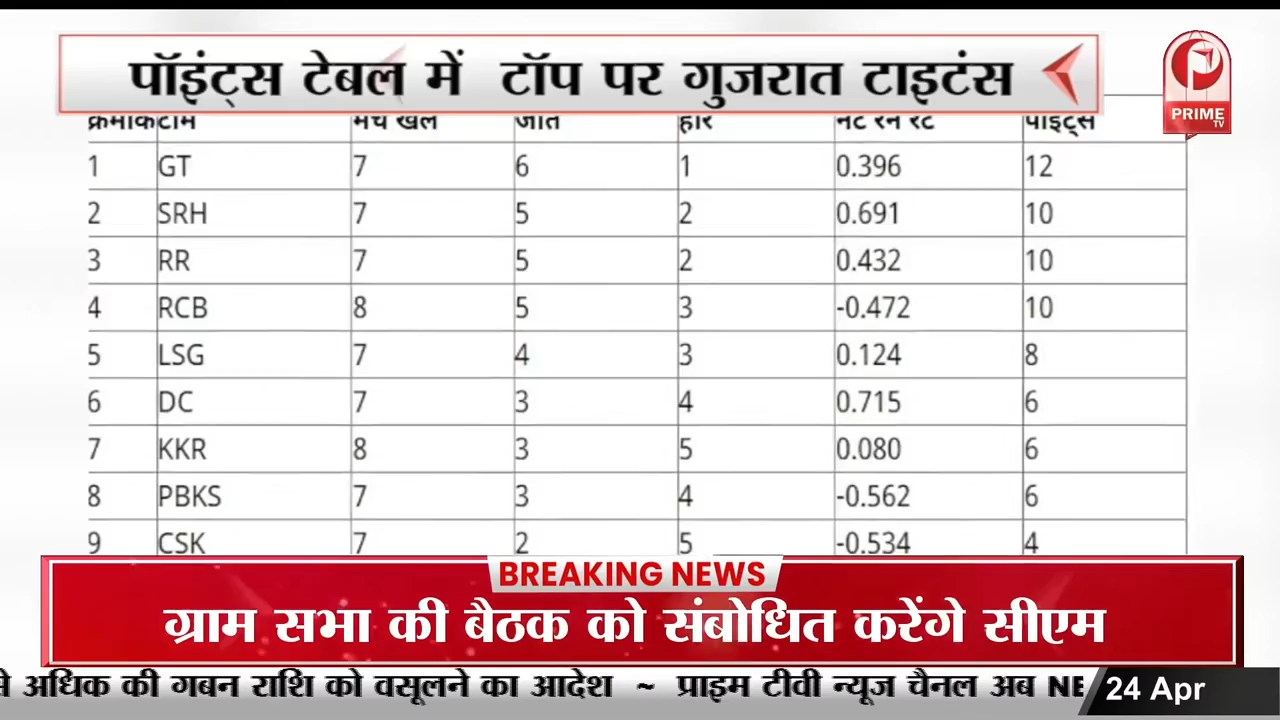 पॉइंट्स टेबल में टॉप पर गुजरात टाइटंस
PRIME
TV
क्रमांक टीम मैच खेले जीत हार नेट रन रेट पॉइंट्स
1 GT 7 6 1 0.396 12
2 SRH 7 5 2 0.691 10
3 RR 7 5 2 0.432 10
4 RCB 8 5 3 -0.472 10
5 LSG 7 4 3 0.124 8
6 DC 7 3 4 0.715 6
7 KKR 8 3 5 0.080 6
8 PBKS 7 3 4 -0.562 6
9 CSK 7 2 5 -0.534 4
BREAKING NEWS
ग्राम सभा की बैठक को संबोधित करेंगे सीएम
से अधिक की गबन राशि को वसूलने का आदेश ~ प्राइम टीवी न्यूज चैनल अब
24 Apr